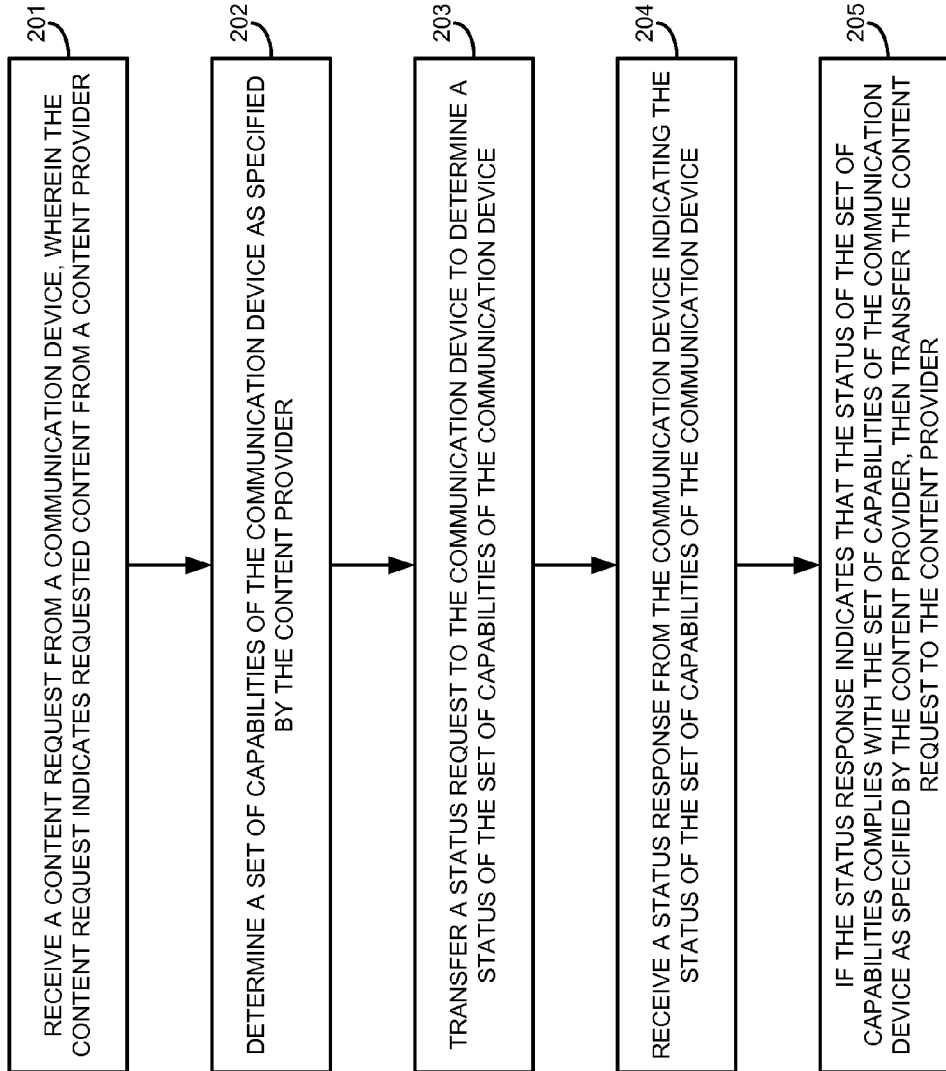 201
RECEIVE A CONTENT REQUEST FROM A COMMUNICATION DEVICE, WHEREIN THE
CONTENT REQUEST INDICATES REQUESTED CONTENT FROM A CONTENT PROVIDER
202
DETERMINE A SET OF CAPABILITIES OF THE COMMUNICATION DEVICE AS SPECIFIED
BY THE CONTENT PROVIDER
203
TRANSFER A STATUS REQUEST TO THE COMMUNICATION DEVICE TO DETERMINE A
STATUS OF THE SET OF CAPABILITIES OF THE COMMUNICATION DEVICE
204
RECEIVE A STATUS RESPONSE FROM THE COMMUNICATION DEVICE INDICATING THE
STATUS OF THE SET OF CAPABILITIES OF THE COMMUNICATION DEVICE
205
IF THE STATUS RESPONSE INDICATES THAT THE STATUS OF THE SET OF
CAPABILITIES COMPLIES WITH THE SET OF CAPABILITIES OF THE COMMUNICATION
DEVICE AS SPECIFIED BY THE CONTENT PROVIDER, THEN TRANSFER THE CONTENT
REQUEST TO THE CONTENT PROVIDER